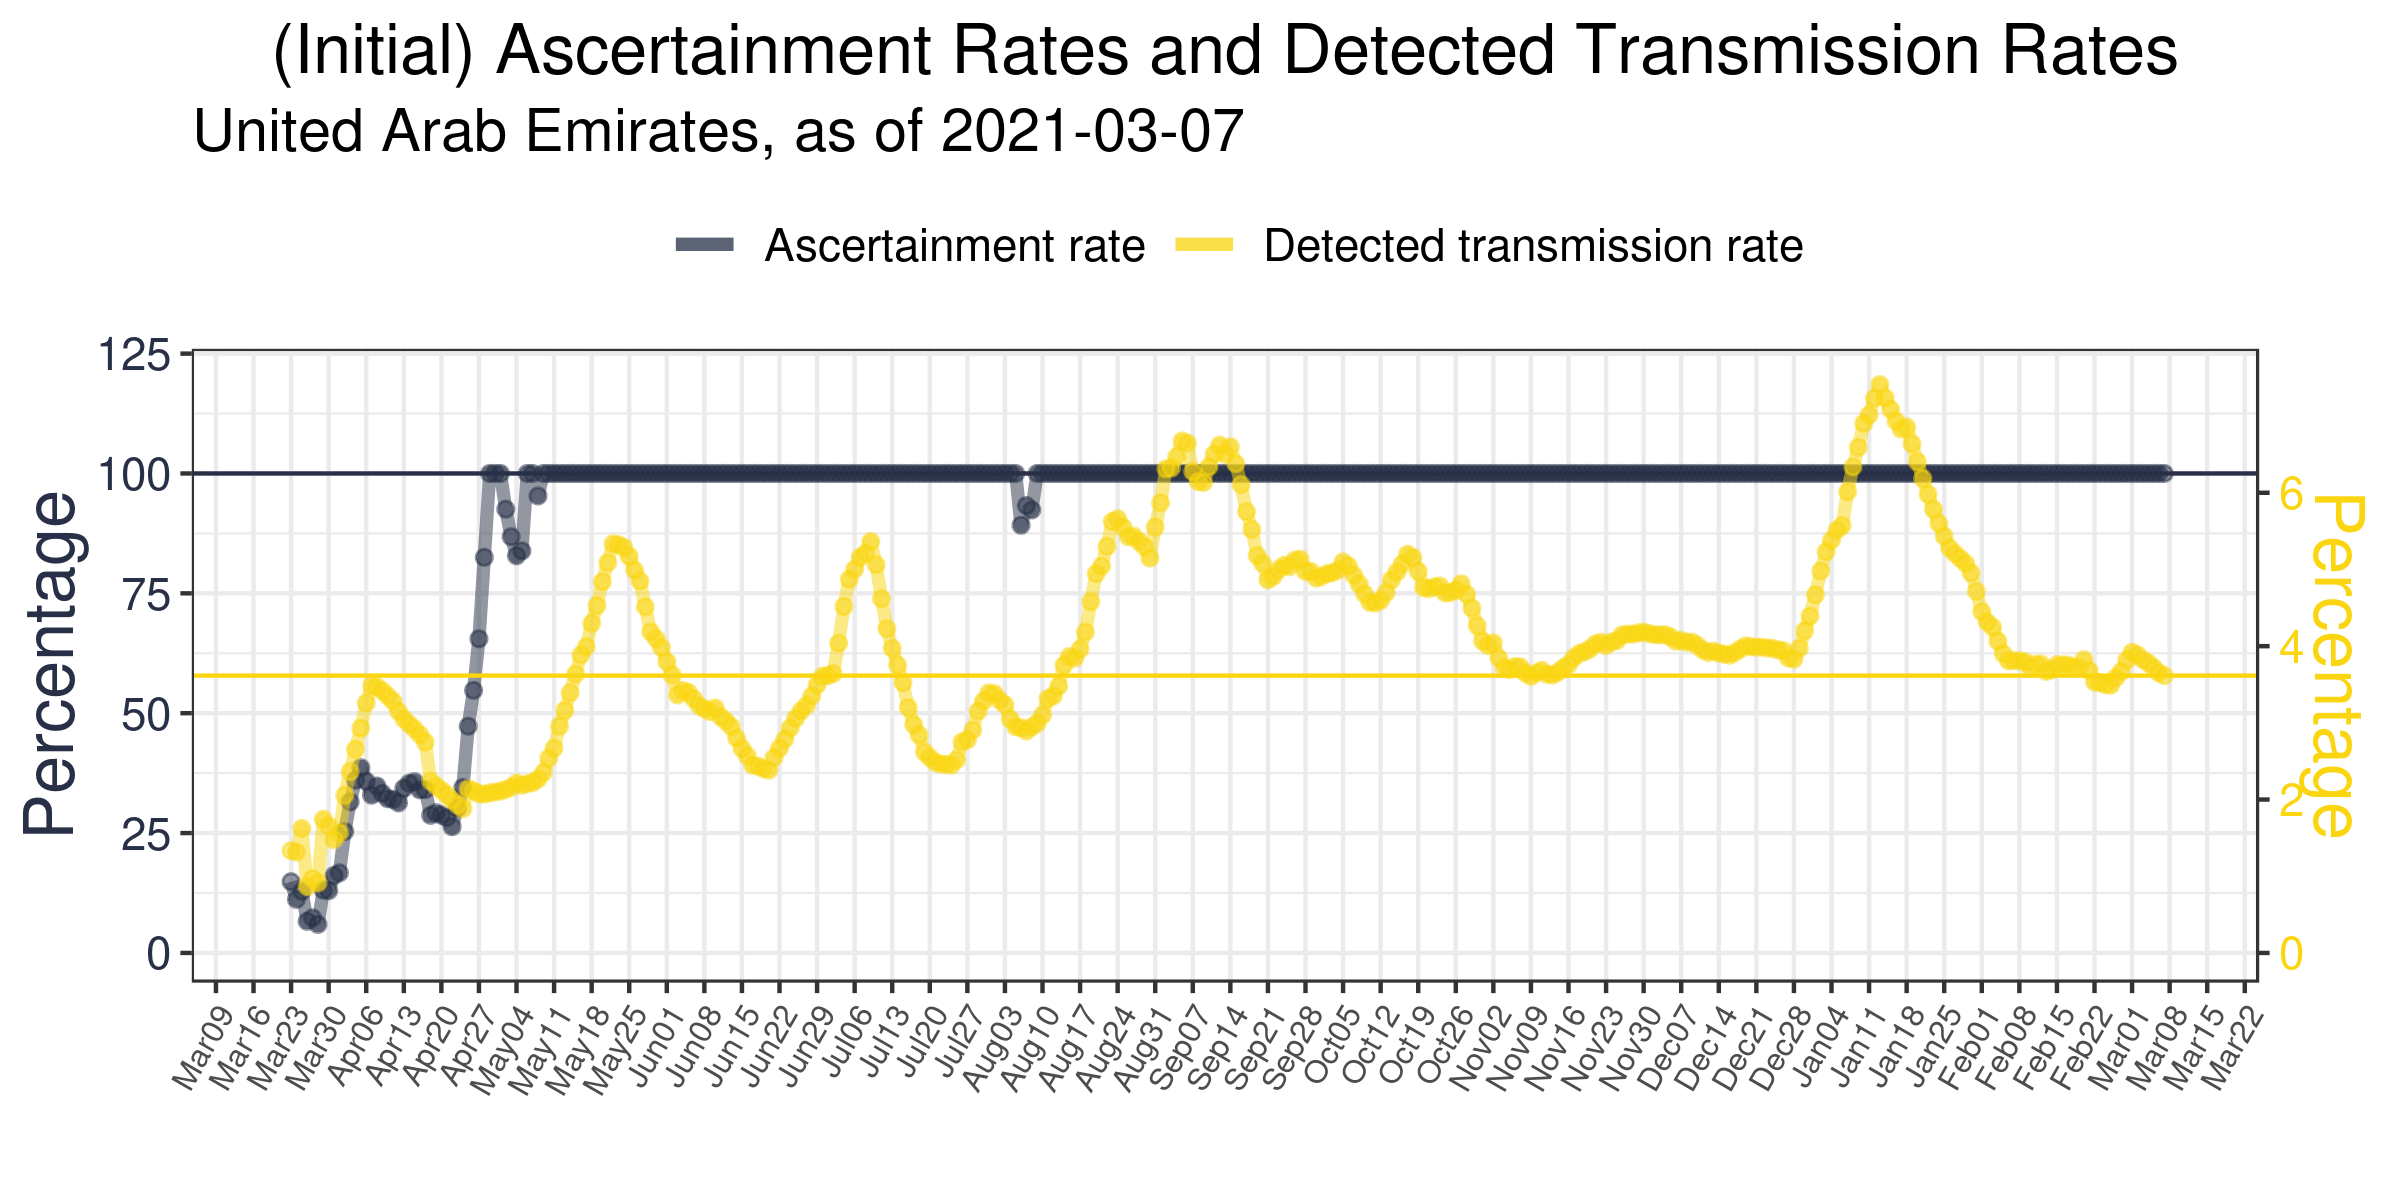 (Initial) Ascertainment Rates and Detected Transmission Rates
United Arab Emirates, as of 2021-03-07
Ascertainment rate
Detected transmission rate
Percentage
125
100
75
50
25
0
6
4
2
0
Percentage
Mar09
Mar16
Mar23
Mar30
Apr06
Apr13
Apr20
Apr27
May04
May11
May18
May25
Jun01
Jun08
Jun15
Jun22
Jun29
Jul06
Jul13
Jul20
Jul27
Aug03
Aug10
Aug17
Aug24
Aug31
Sep07
Sep14
Sep21
Sep28
Oct05
Oct12
Oct19
Oct26
Nov02
Nov09
Nov16
Nov23
Nov30
Dec07
Dec14
Dec21
Dec28
Jan04
Jan11
Jan18
Jan25
Feb01
Feb08
Feb15
Feb22
Mar01
Mar08
Mar15
Mar22